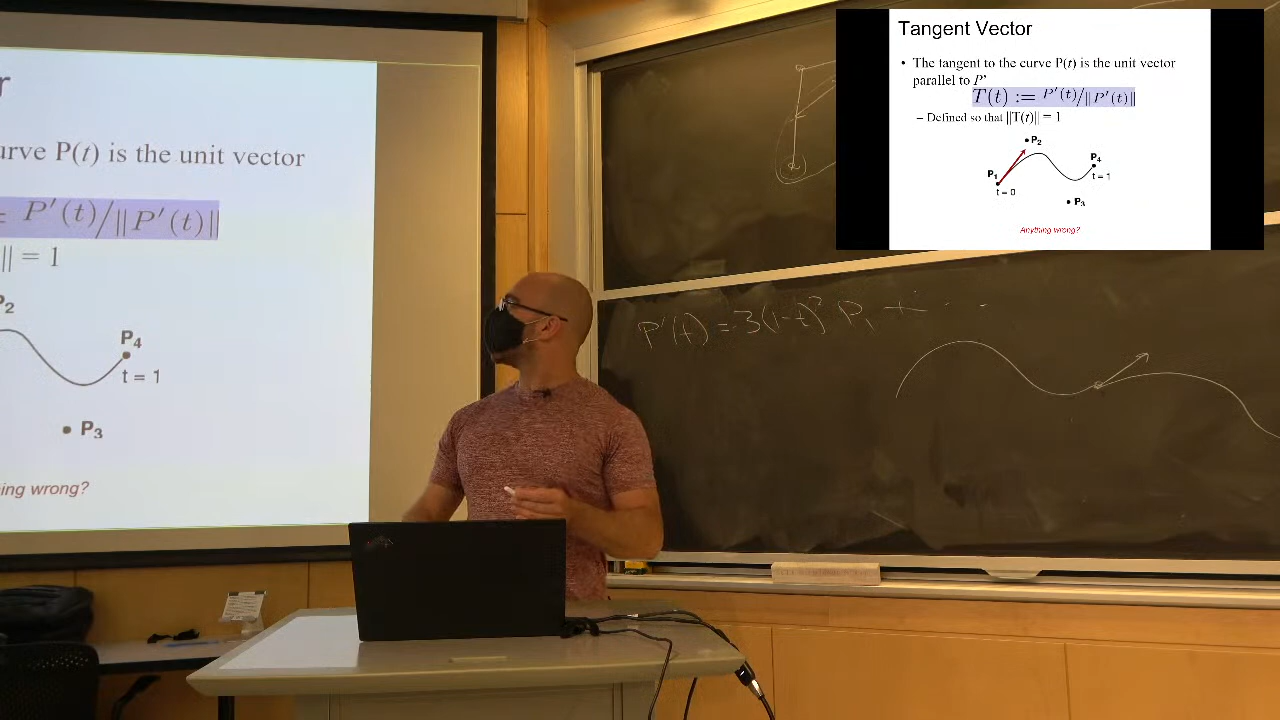 r
urve P(t) is the unit vector
= P′(t)/‖P′(t)‖
‖ = 1
P2
P4
t = 1
P3
ing wrong?
Tangent Vector
• The tangent to the curve P(t) is the unit vector
parallel to P’
T(t) := P′(t)/‖P′(t)‖
– Defined so that ‖T(t)‖ = 1
P2
P4
P1
t = 1
t = 0
P3
Anything wrong?
P'(t) = -3(1-t)² P₁ + . . .